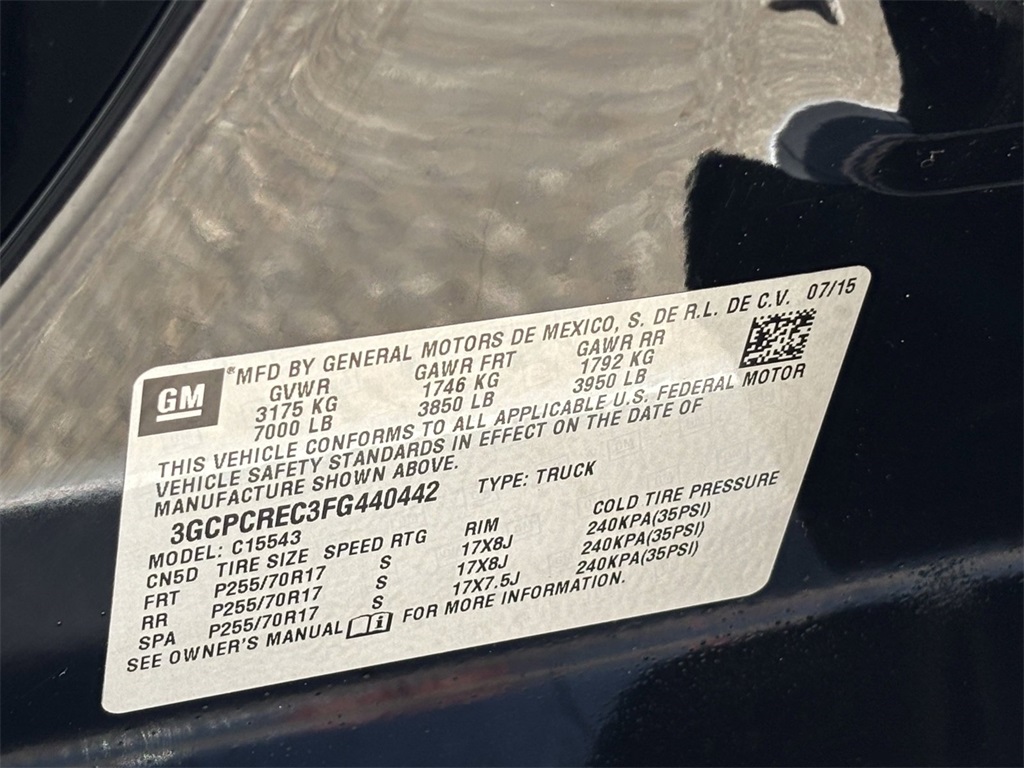 GM ® MFD BY GENERAL MOTORS DE MEXICO, S. DE R.L. DE C.V. 07/15
GVWR GAWR FRT GAWR RR
3175 KG 1746 KG 1792 KG
7000 LB 3850 LB 3950 LB
THIS VEHICLE CONFORMS TO ALL APPLICABLE U.S. FEDERAL MOTOR
VEHICLE SAFETY STANDARDS IN EFFECT ON THE DATE OF
MANUFACTURE SHOWN ABOVE.
3GCPCREC3FG440442 TYPE: TRUCK
MODEL: C15543
CN5D TIRE SIZE SPEED RTG RIM COLD TIRE PRESSURE
FRT P255/70R17 S 17X8J 240KPA(35PSI)
RR P255/70R17 S 17X8J 240KPA(35PSI)
SPA P255/70R17 S 17X7.5J 240KPA(35PSI)
SEE OWNER'S MANUAL FOR MORE INFORMATION.